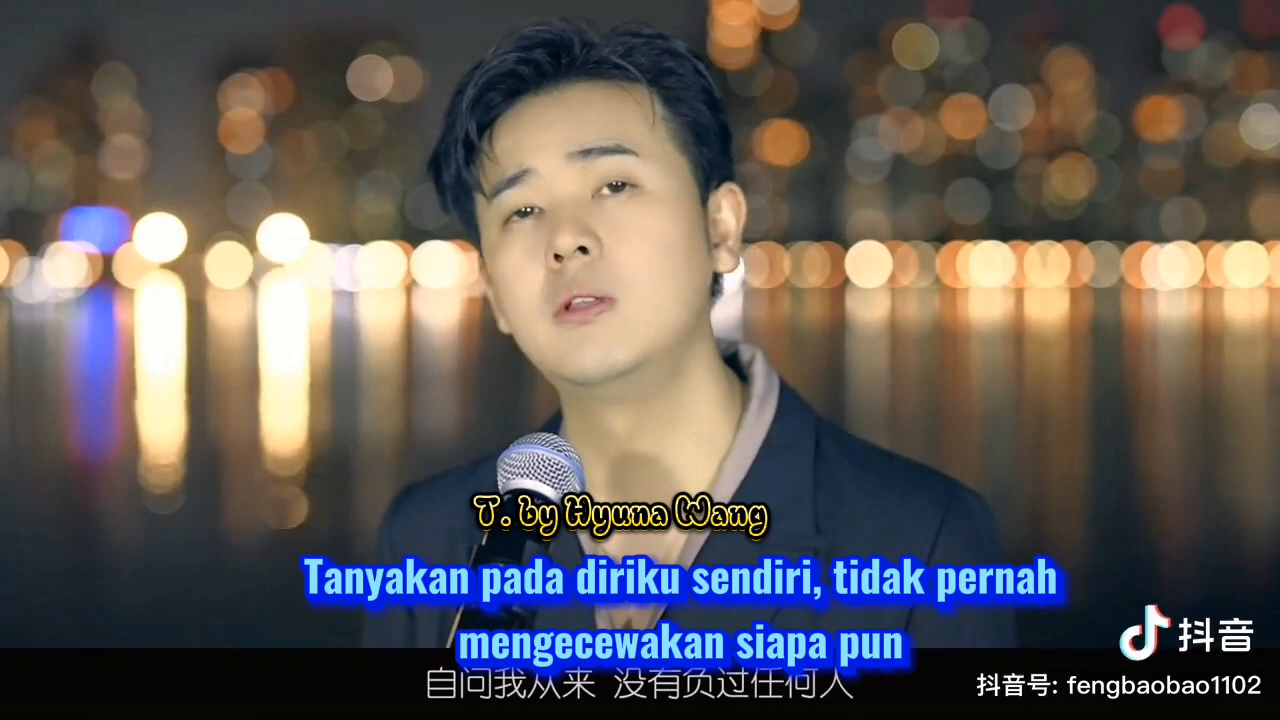 T. by Hyuna Wang
Tanyakan pada diriku sendiri, tidak pernah
mengecewakan siapa pun
抖音
自问我从来 没有负过任何人
抖音号: fengbaobao1102